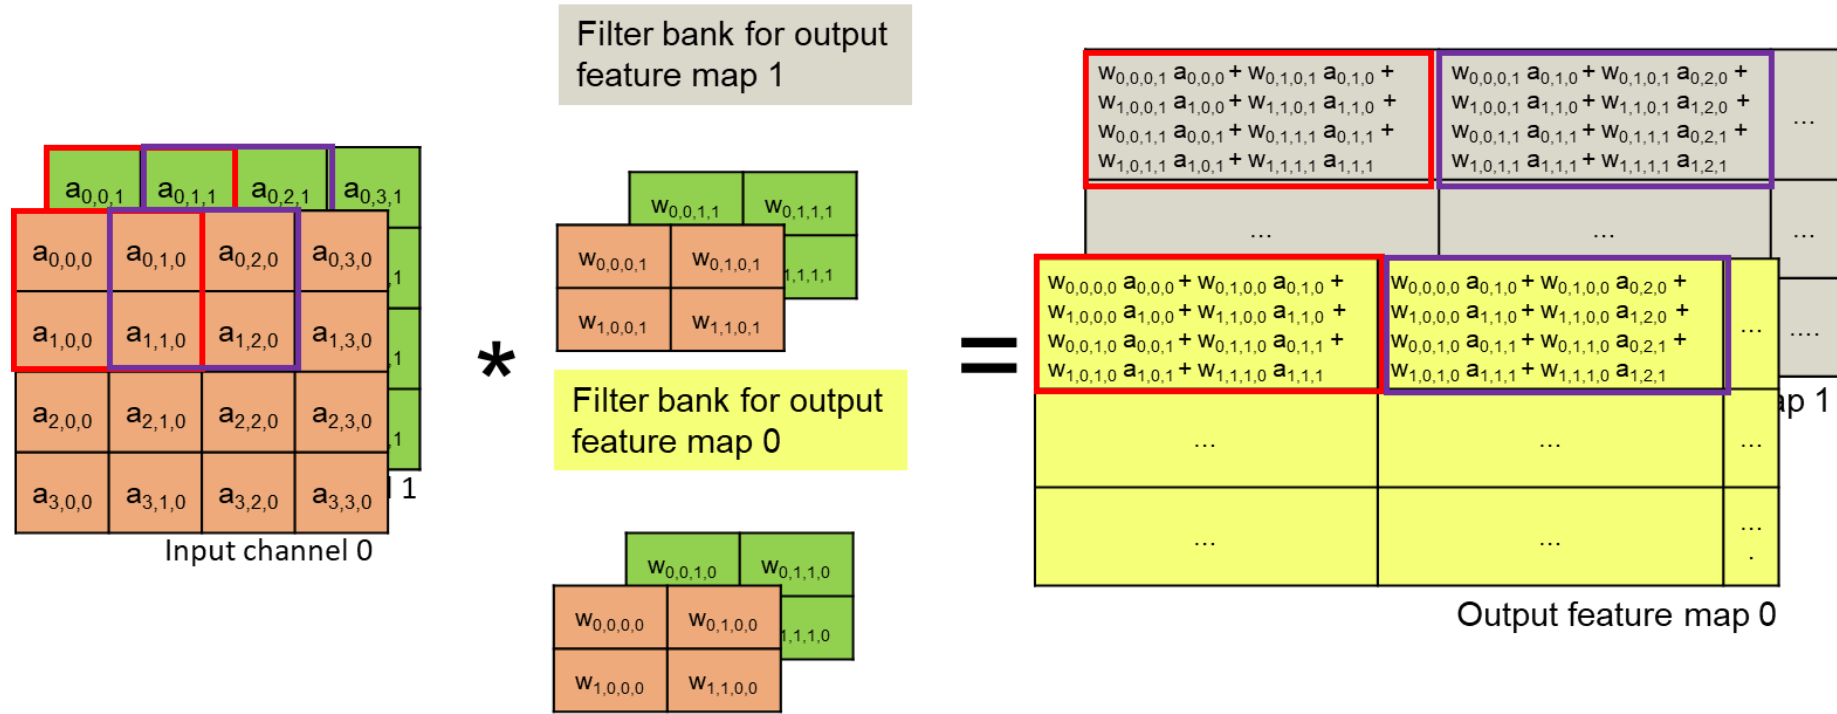 Filter bank for output
feature map 1
a0,0,1 a0,1,1 a0,2,1 a0,3,1
,1
,1
,1
a0,0,0 a0,1,0 a0,2,0 a0,3,0
a1,0,0 a1,1,0 a1,2,0 a1,3,0
a2,0,0 a2,1,0 a2,2,0 a2,3,0
a3,0,0 a3,1,0 a3,2,0 a3,3,0
1
Input channel 0
*
w0,0,1,1 w0,1,1,1
1,1,1,1
w0,0,0,1 w0,1,0,1
w1,0,0,1 w1,1,0,1
Filter bank for output
feature map 0
w0,0,1,0 w0,1,1,0
1,1,1,0
w0,0,0,0 w0,1,0,0
w1,0,0,0 w1,1,0,0
=
w0,0,0,1 a0,0,0 + w0,1,0,1 a0,1,0 +
w1,0,0,1 a1,0,0 + w1,1,0,1 a1,1,0 +
w0,0,1,1 a0,0,1 + w0,1,1,1 a0,1,1 +
w1,0,1,1 a1,0,1 + w1,1,1,1 a1,1,1
w0,0,0,1 a0,1,0 + w0,1,0,1 a0,2,0 +
w1,0,0,1 a1,1,0 + w1,1,0,1 a1,2,0 +
w0,0,1,1 a0,1,1 + w0,1,1,1 a0,2,1 +
w1,0,1,1 a1,1,1 + w1,1,1,1 a1,2,1
...
... ... ...
....
ap 1
w0,0,0,0 a0,0,0 + w0,1,0,0 a0,1,0 +
w1,0,0,0 a1,0,0 + w1,1,0,0 a1,1,0 +
w0,0,1,0 a0,0,1 + w0,1,1,0 a0,1,1 +
w1,0,1,0 a1,0,1 + w1,1,1,0 a1,1,1
w0,0,0,0 a0,1,0 + w0,1,0,0 a0,2,0 +
w1,0,0,0 a1,1,0 + w1,1,0,0 a1,2,0 +
w0,0,1,0 a0,1,1 + w0,1,1,0 a0,2,1 +
w1,0,1,0 a1,1,1 + w1,1,1,0 a1,2,1
...
... ... ...
... ... ...
.
Output feature map 0